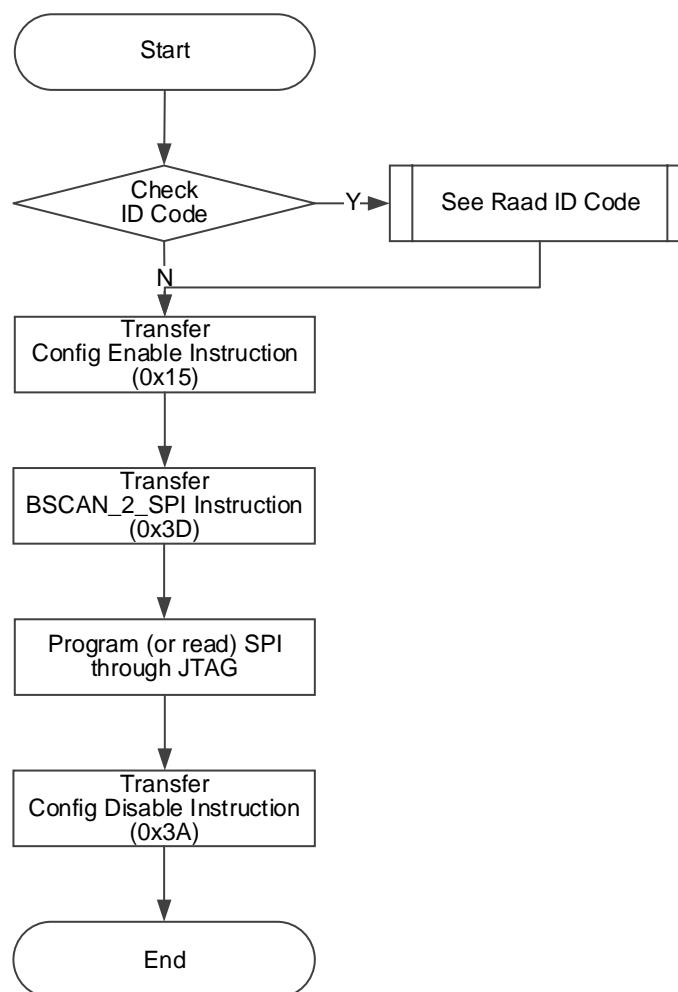 Start
Check
ID Code
Y
See Raad ID Code
N
Transfer
Config Enable Instruction
(0x15)
Transfer
BSCAN_2_SPI Instruction
(0x3D)
Program (or read) SPI
through JTAG
Transfer
Config Disable Instruction
(0x3A)
End